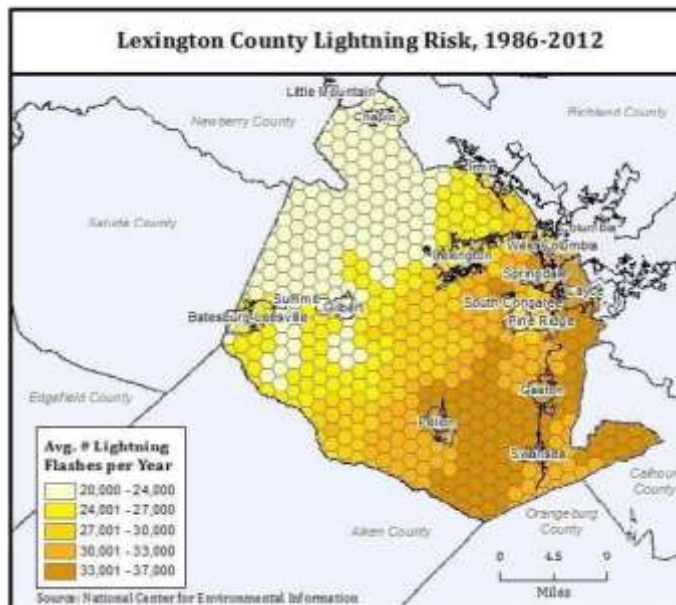 Lexington County Lightning Risk, 1986-2012
Little Mountain
Chapin
Newberry County
Richland County
Irmo
Saluda County
Columbia
West Columbia
Lexington
Springdale
Summit
Gilbert
South Congaree
Cayce
Batesburg-Leesville
Pine Ridge
Edgefield County
Gaston
Pelion
Swansea
Calhoun
County
Orangeburg
County
Aiken County
Avg. # Lightning
Flashes per Year
20,000 - 24,000
24,001 - 27,000
27,001 - 30,000
30,001 - 33,000
33,001 - 37,000
0 4.5 9
Miles
Source: National Center for Environmental Information